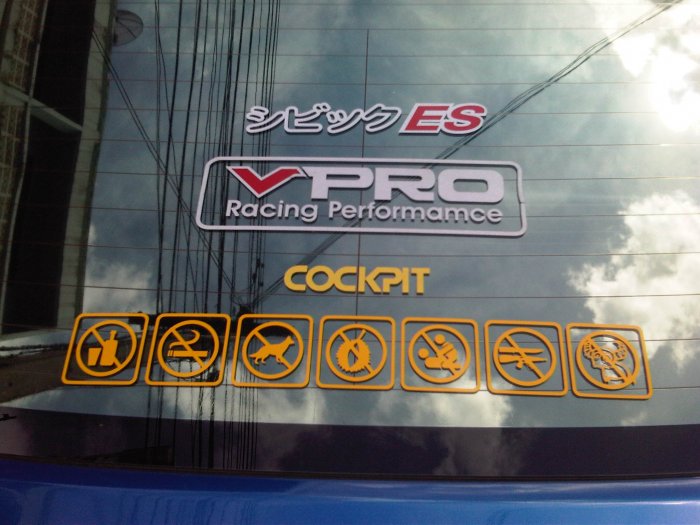 シビック ES
VPRO
Racing Performamce
COCKPIT